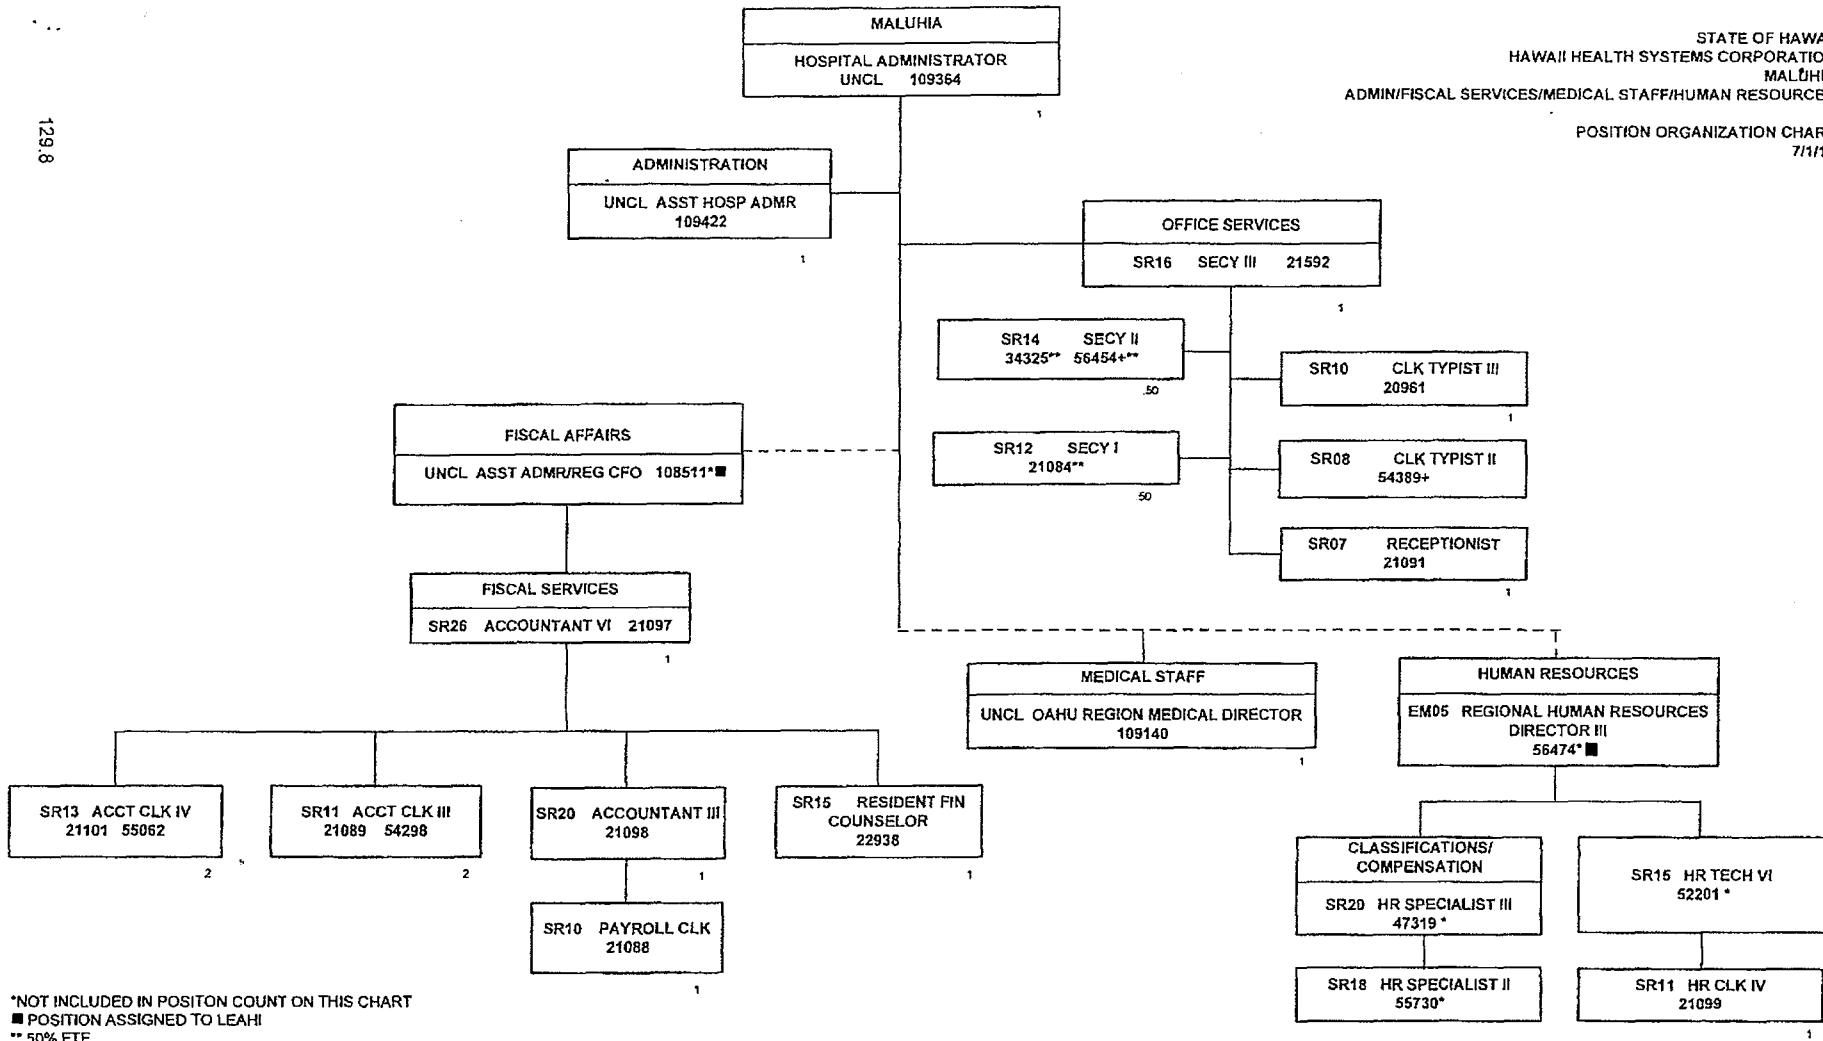 129.8
STATE OF HAWA
HAWAII HEALTH SYSTEMS CORPORATIO
MALUHI
ADMIN/FISCAL SERVICES/MEDICAL STAFF/HUMAN RESOURCE
POSITION ORGANIZATION CHAR
7/1/1
MALUHIA
HOSPITAL ADMINISTRATOR
UNCL 109364
1
ADMINISTRATION
UNCL ASST HOSP ADMR
109422
1
OFFICE SERVICES
SR16 SECY III 21592
1
SR14 SECY II
34325** 56454+**
.50
SR10 CLK TYPIST III
20961
1
SR12 SECY I
21084**
.50
SR08 CLK TYPIST II
54389+
SR07 RECEPTIONIST
21091
1
FISCAL AFFAIRS
UNCL ASST ADMR/REG CFO 108511*■
FISCAL SERVICES
SR26 ACCOUNTANT VI 21097
1
SR13 ACCT CLK IV
21101 55062
2
SR11 ACCT CLK III
21089 54298
2
SR20 ACCOUNTANT III
21098
1
SR15 RESIDENT FIN
COUNSELOR
22938
1
SR10 PAYROLL CLK
21088
1
MEDICAL STAFF
UNCL OAHU REGION MEDICAL DIRECTOR
109140
1
HUMAN RESOURCES
EM05 REGIONAL HUMAN RESOURCES
DIRECTOR III
56474* ■
CLASSIFICATIONS/
COMPENSATION
SR20 HR SPECIALIST III
47319 *
SR15 HR TECH VI
52201 *
SR18 HR SPECIALIST II
55730*
SR11 HR CLK IV
21099
1
*NOT INCLUDED IN POSITON COUNT ON THIS CHART
■ POSITION ASSIGNED TO LEAHI
** 50% FTE